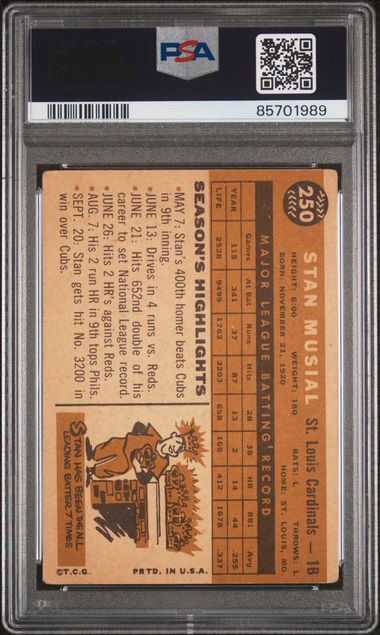 PSA
85701989
250
STAN MUSIAL St. Louis Cardinals — 1B
HEIGHT: 6:00 WEIGHT: 180 BATS: L THROWS: L
BORN: NOVEMBER 21, 1920 HOME: ST. LOUIS, MO.
MAJOR LEAGUE BATTING RECORD
Games At Bat Runs Hits 2B 3B HR RBI Avg
YEAR 115 341 37 87 13 2 14 44 .255
LIFE 2528 9499 1763 3203 658 169 412 1678 .337
SEASON'S HIGHLIGHTS
• MAY 7: Stan's 400th homer beats Cubs
in 9th inning.
• JUNE 13: Drives in 4 runs vs. Reds.
• JUNE 21: Hits 652nd double of his
career to set National League record.
• JUNE 26: Hits 2 HR's against Reds.
• AUG. 7: His 2 run HR in 9th tops Phils.
• SEPT. 20: Stan gets hit No. 3200 in
win over Cubs.
STAN HAS BEEN THE N.L.
LEADING BATTER 7 TIMES
©T.C.G. PRTD. IN U.S.A.